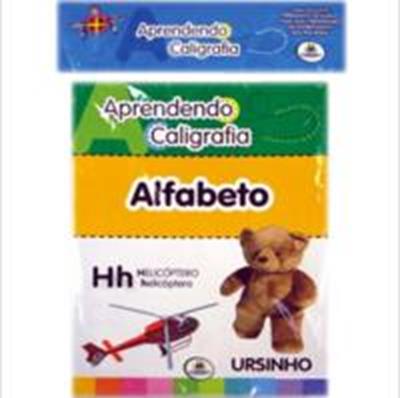 Aprendendo
Caligrafia
Aprendendo
Caligrafia
Alfabeto
Hh
HELICÓPTERO
helicóptero
URSINHO